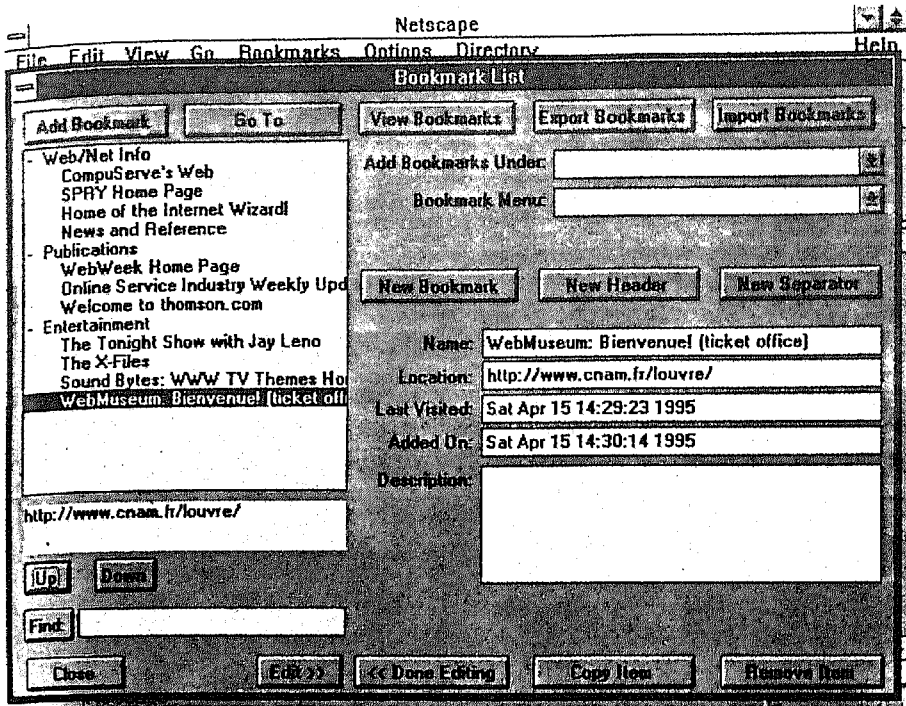 Netscape
File Edit View Go Bookmarks Options Directory Help
Bookmark List
Add Bookmark Go To View Bookmarks Export Bookmarks Import Bookmarks
- Web/Net Info
CompuServe's Web
SPRY Home Page
Home of the Internet Wizard!
News and Reference
- Publications
WebWeek Home Page
Online Service Industry Weekly Upd
Welcome to thomson.com
- Entertainment
The Tonight Show with Jay Leno
The X-Files
Sound Bytes: WWW TV Themes Ho
WebMuseum: Bienvenue! (ticket offi
http://www.cnam.fr/louvre/
Up Down
Find:
Close Edit >>
Add Bookmarks Under:
Bookmark Menu:
New Bookmark New Header New Separator
Name: WebMuseum: Bienvenue! (ticket office)
Location: http://www.cnam.fr/louvre/
Last Visited: Sat Apr 15 14:29:23 1995
Added On: Sat Apr 15 14:30:14 1995
Description:
<< Done Editing Copy Item Remove Item